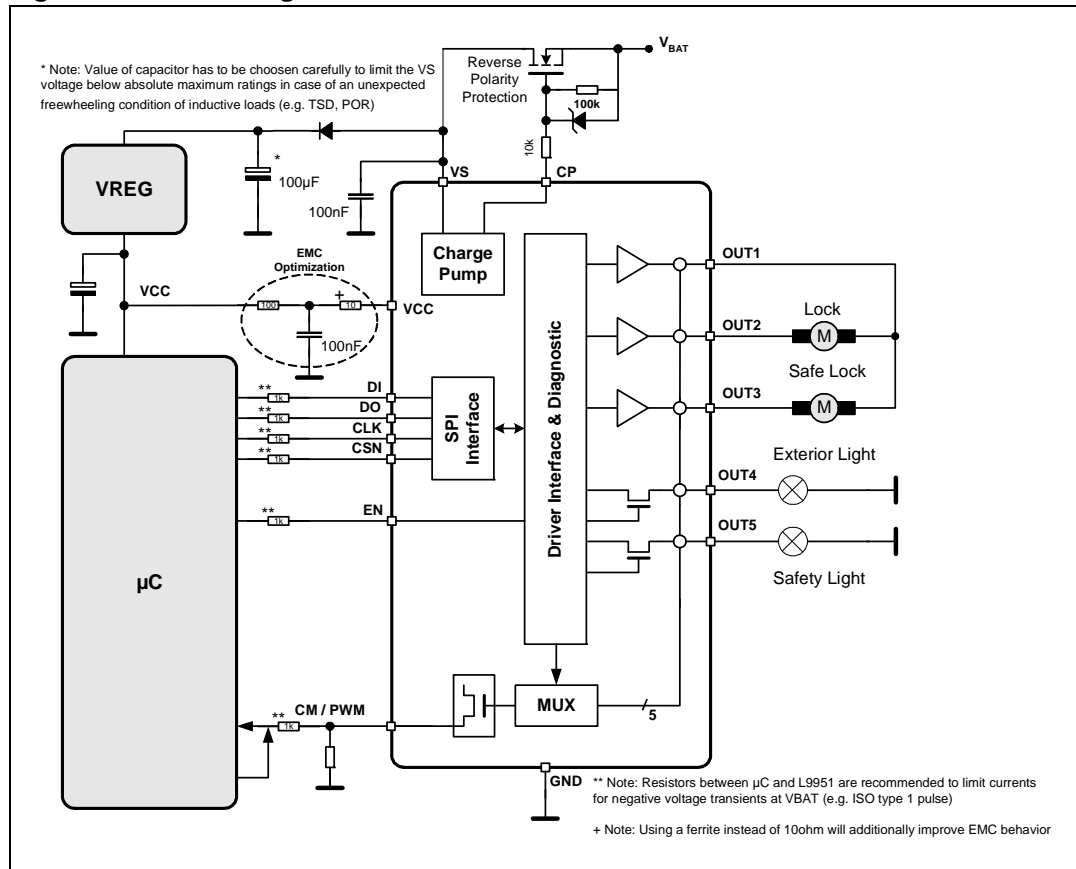 V BAT
* Note: Value of capacitor has to be choosen carefully to limit the VS
voltage below absolute maximum ratings in case of an unexpected
freewheeling condition of inductive loads (e.g. TSD, POR)
Reverse
Polarity
Protection
100k
10k
*
100µF
VREG
100nF
VS
CP
Charge
Pump
EMC
Optimization
VCC
100
+
10
VCC
100nF
OUT1
OUT2
Lock
M
Safe Lock
OUT3
M
Exterior Light
OUT4
OUT5
Safety Light
Driver Interface & Diagnostic
SPI
Interface
** 1k DI
** 1k DO
** 1k CLK
** 1k CSN
** 1k EN
µC
CM / PWM
** 1k
MUX
5
GND
** Note: Resistors between µC and L9951 are recommended to limit currents
for negative voltage transients at VBAT (e.g. ISO type 1 pulse)
+ Note: Using a ferrite instead of 10ohm will additionally improve EMC behavior